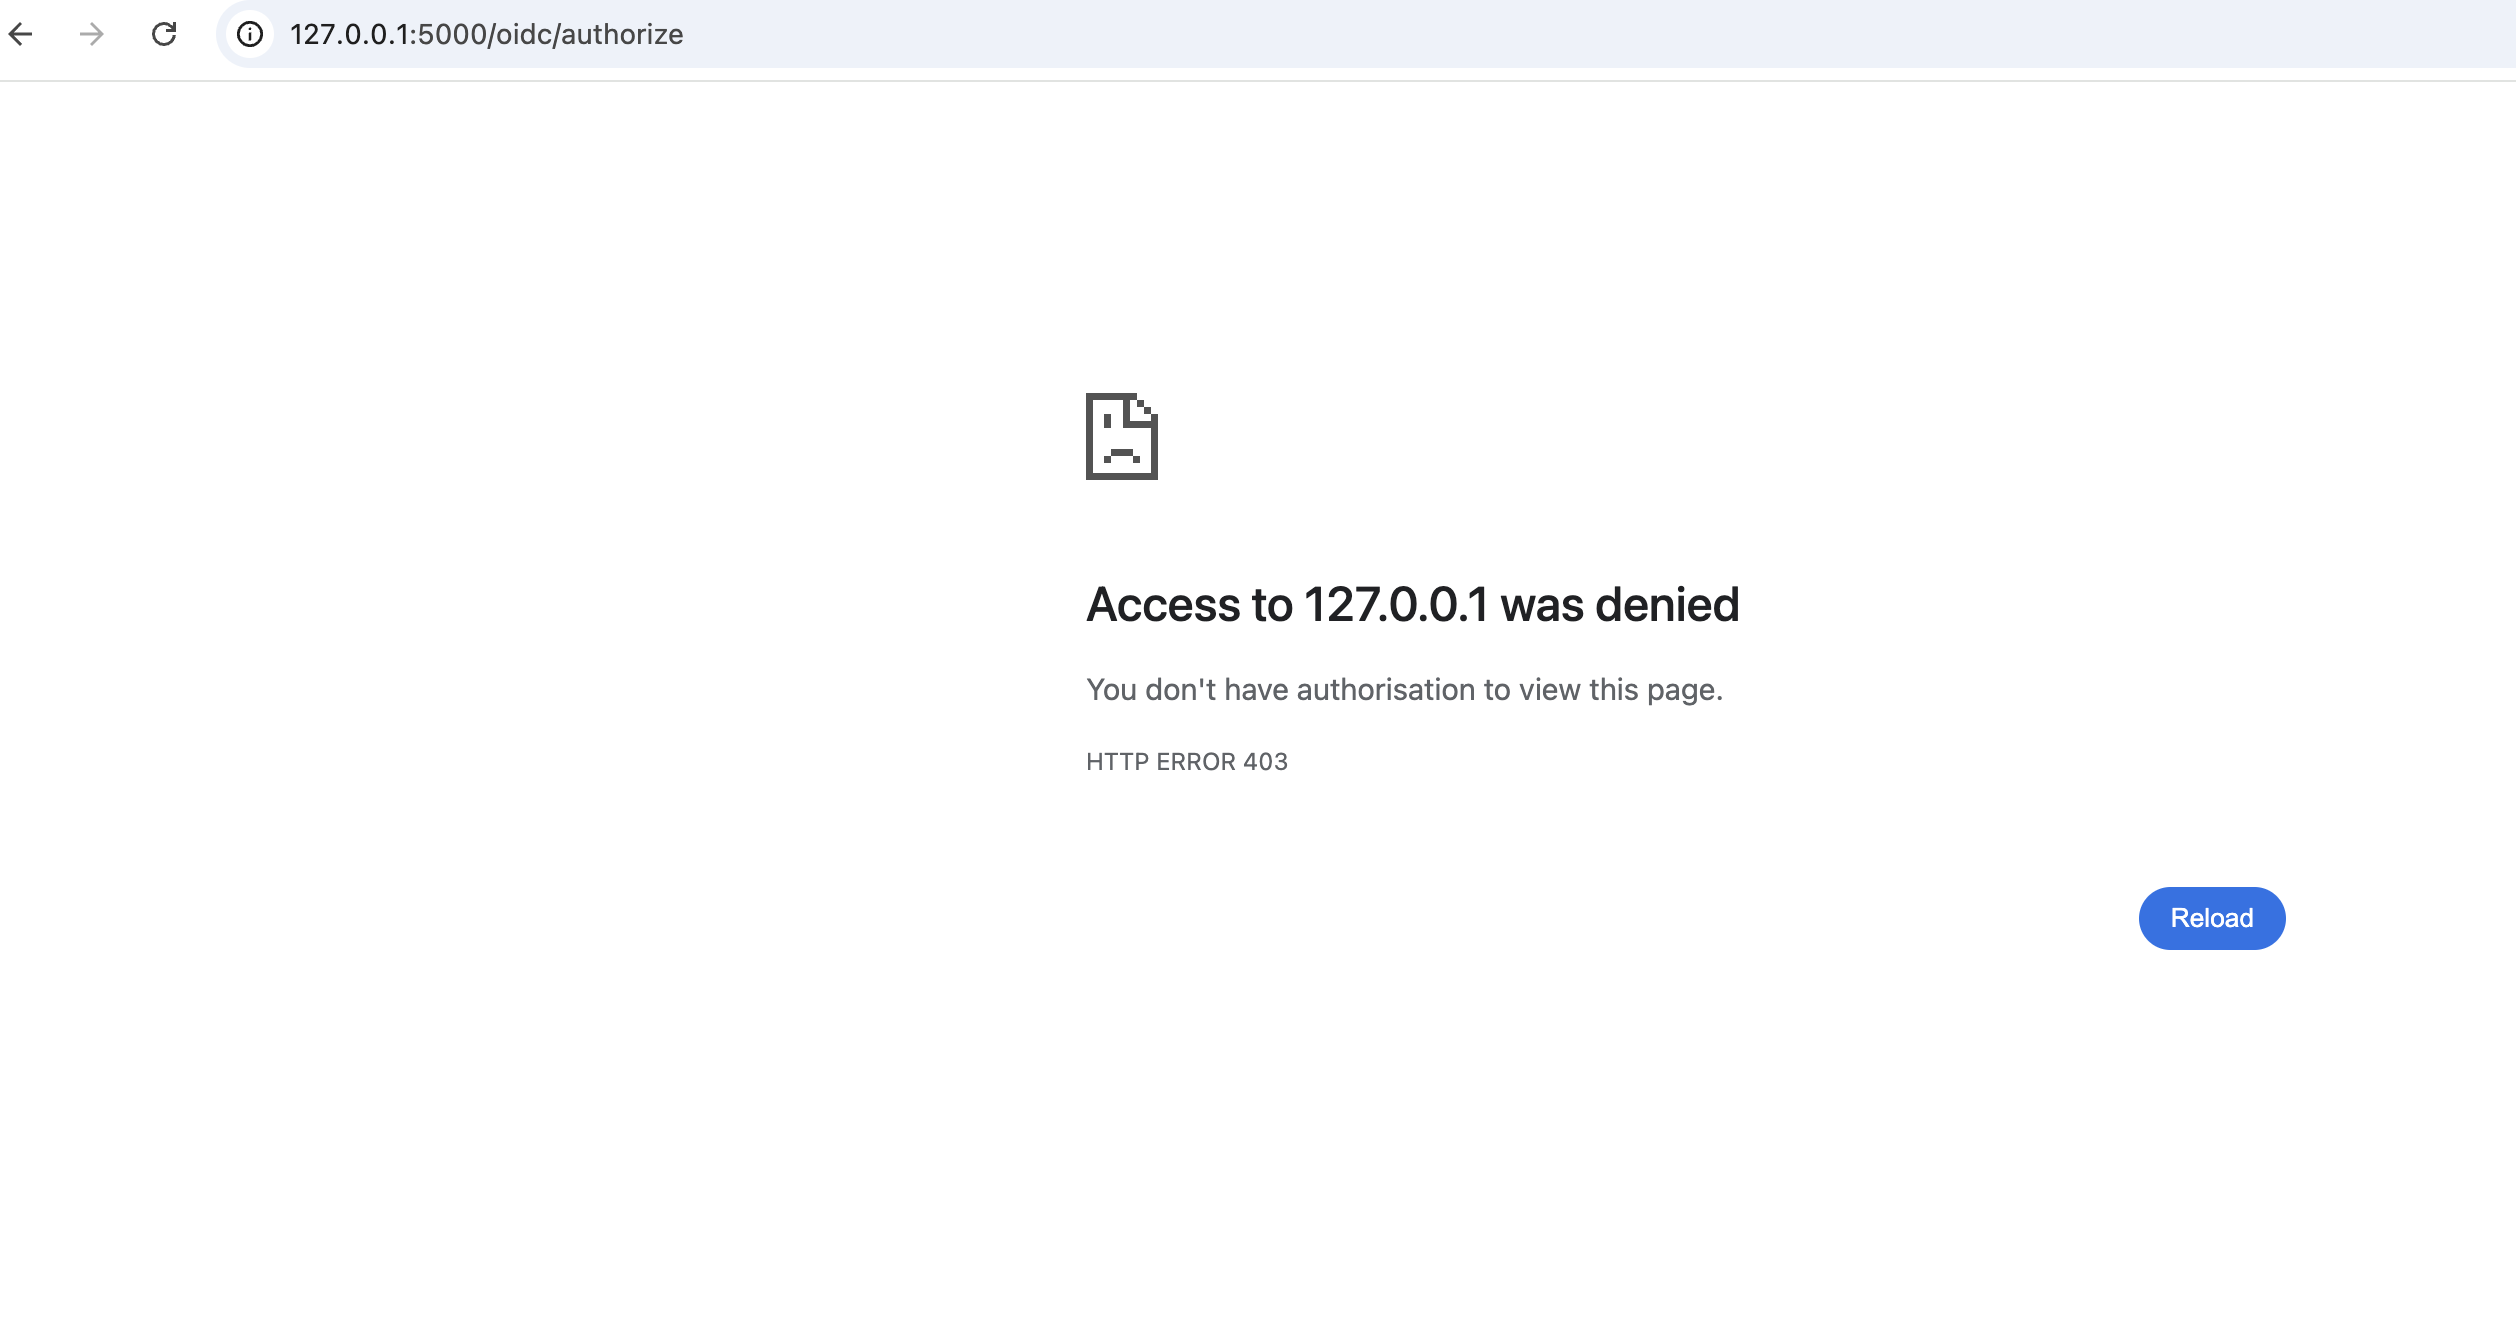 127.0.0.1:5000/oidc/authorize
Access to 127.0.0.1 was denied
You don't have authorisation to view this page.
HTTP ERROR 403
Reload